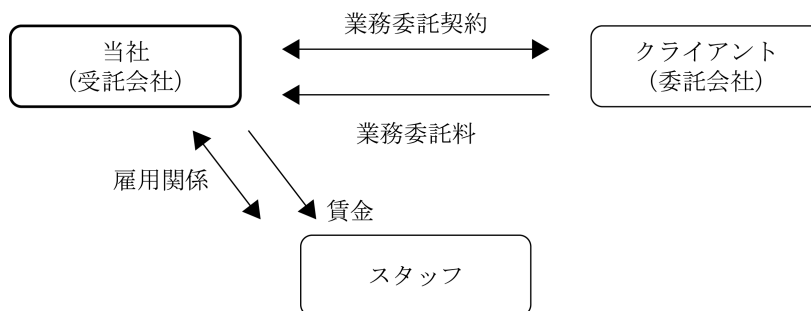 業務委託契約
当社
(受託会社)
クライアント
(委託会社)
業務委託料
雇用関係
賃金
スタッフ